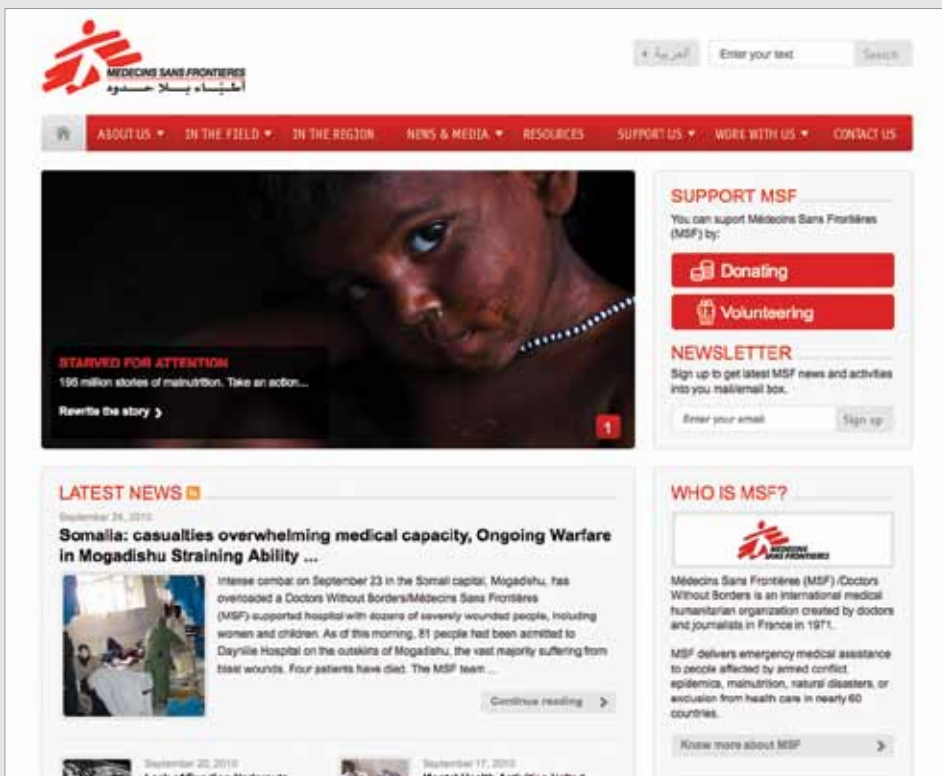 MEDECINS SANS FRONTIERES
أطباء بلا حدود
العربية
Enter your text
Search
ABOUT US
IN THE FIELD
IN THE REGION
NEWS & MEDIA
RESOURCES
SUPPORT US
WORK WITH US
CONTACT US
STARVED FOR ATTENTION
195 million stories of malnutrition. Take an action...
Rewrite the story
1
SUPPORT MSF
You can suport Médecins Sans Frontières
(MSF) by:
Donating
Volunteering
NEWSLETTER
Sign up to get latest MSF news and activities
into you mail/email box.
Enter your email
Sign up
LATEST NEWS
September 24, 2010
Somalia: casualties overwhelming medical capacity, Ongoing Warfare
in Mogadishu Straining Ability ...
Intense combat on September 23 in the Somali capital, Mogadishu, has
overloaded a Doctors Without Borders/Médecins Sans Frontières
(MSF)-supported hospital with dozens of severely wounded people, including
women and children. As of this morning, 81 people had been admitted to
Daynille Hospital on the outskirts of Mogadishu, the vast majority suffering from
blast wounds. Four patients have died. The MSF team ...
Continue reading
September 20, 2010
September 17, 2010
Mental Health Activities
WHO IS MSF?
MEDECINS
SANS FRONTIERES
Médecins Sans Frontières (MSF) /Doctors
Without Borders is an international medical
humanitarian organization created by doctors
and journalists in France in 1971.
MSF delivers emergency medical assistance
to people affected by armed conflict,
epidemics, malnutrition, natural disasters, or
exclusion from health care in nearly 60
countries.
Know more about MSF